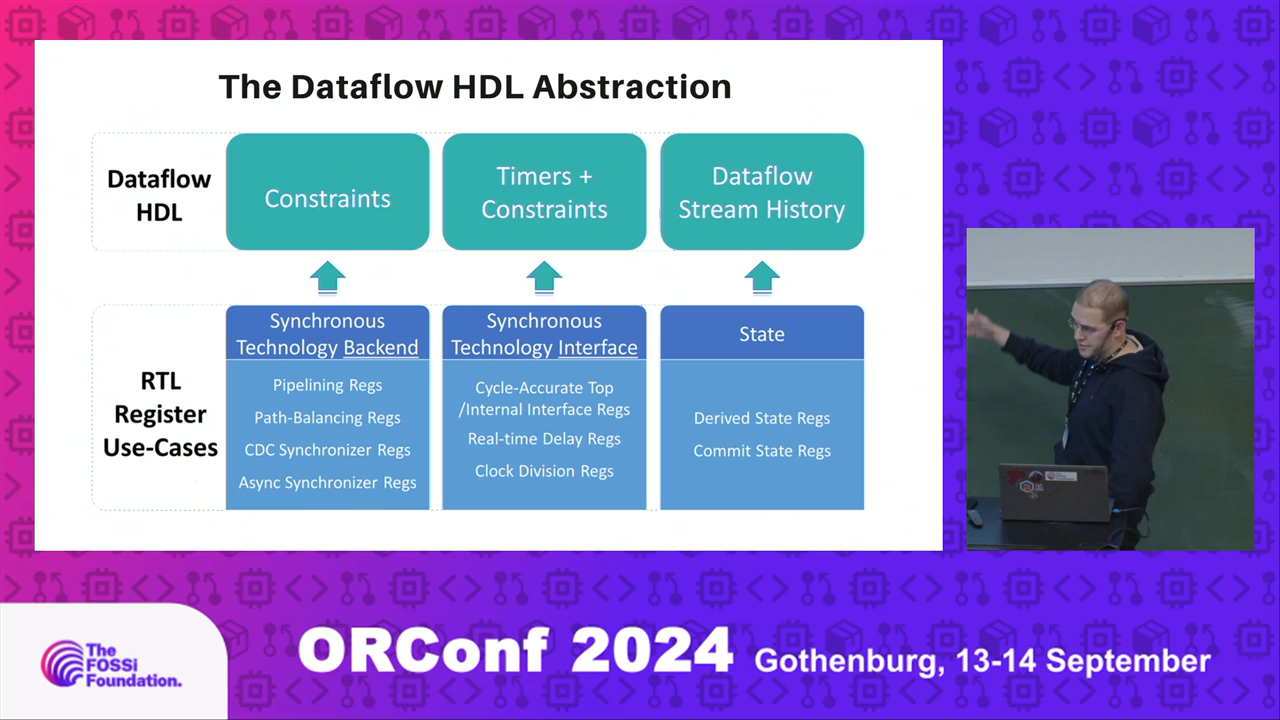 The Dataflow HDL Abstraction
Dataflow
HDL
Constraints
Timers +
Constraints
Dataflow
Stream History
RTL
Register
Use-Cases
Synchronous
Technology Backend
Pipelining Regs
Path-Balancing Regs
CDC Synchronizer Regs
Async Synchronizer Regs
Synchronous
Technology Interface
Cycle-Accurate Top
/Internal Interface Regs
Real-time Delay Regs
Clock Division Regs
State
Derived State Regs
Commit State Regs
The
FOSSi
Foundation.
ORConf 2024
Gothenburg, 13-14 September